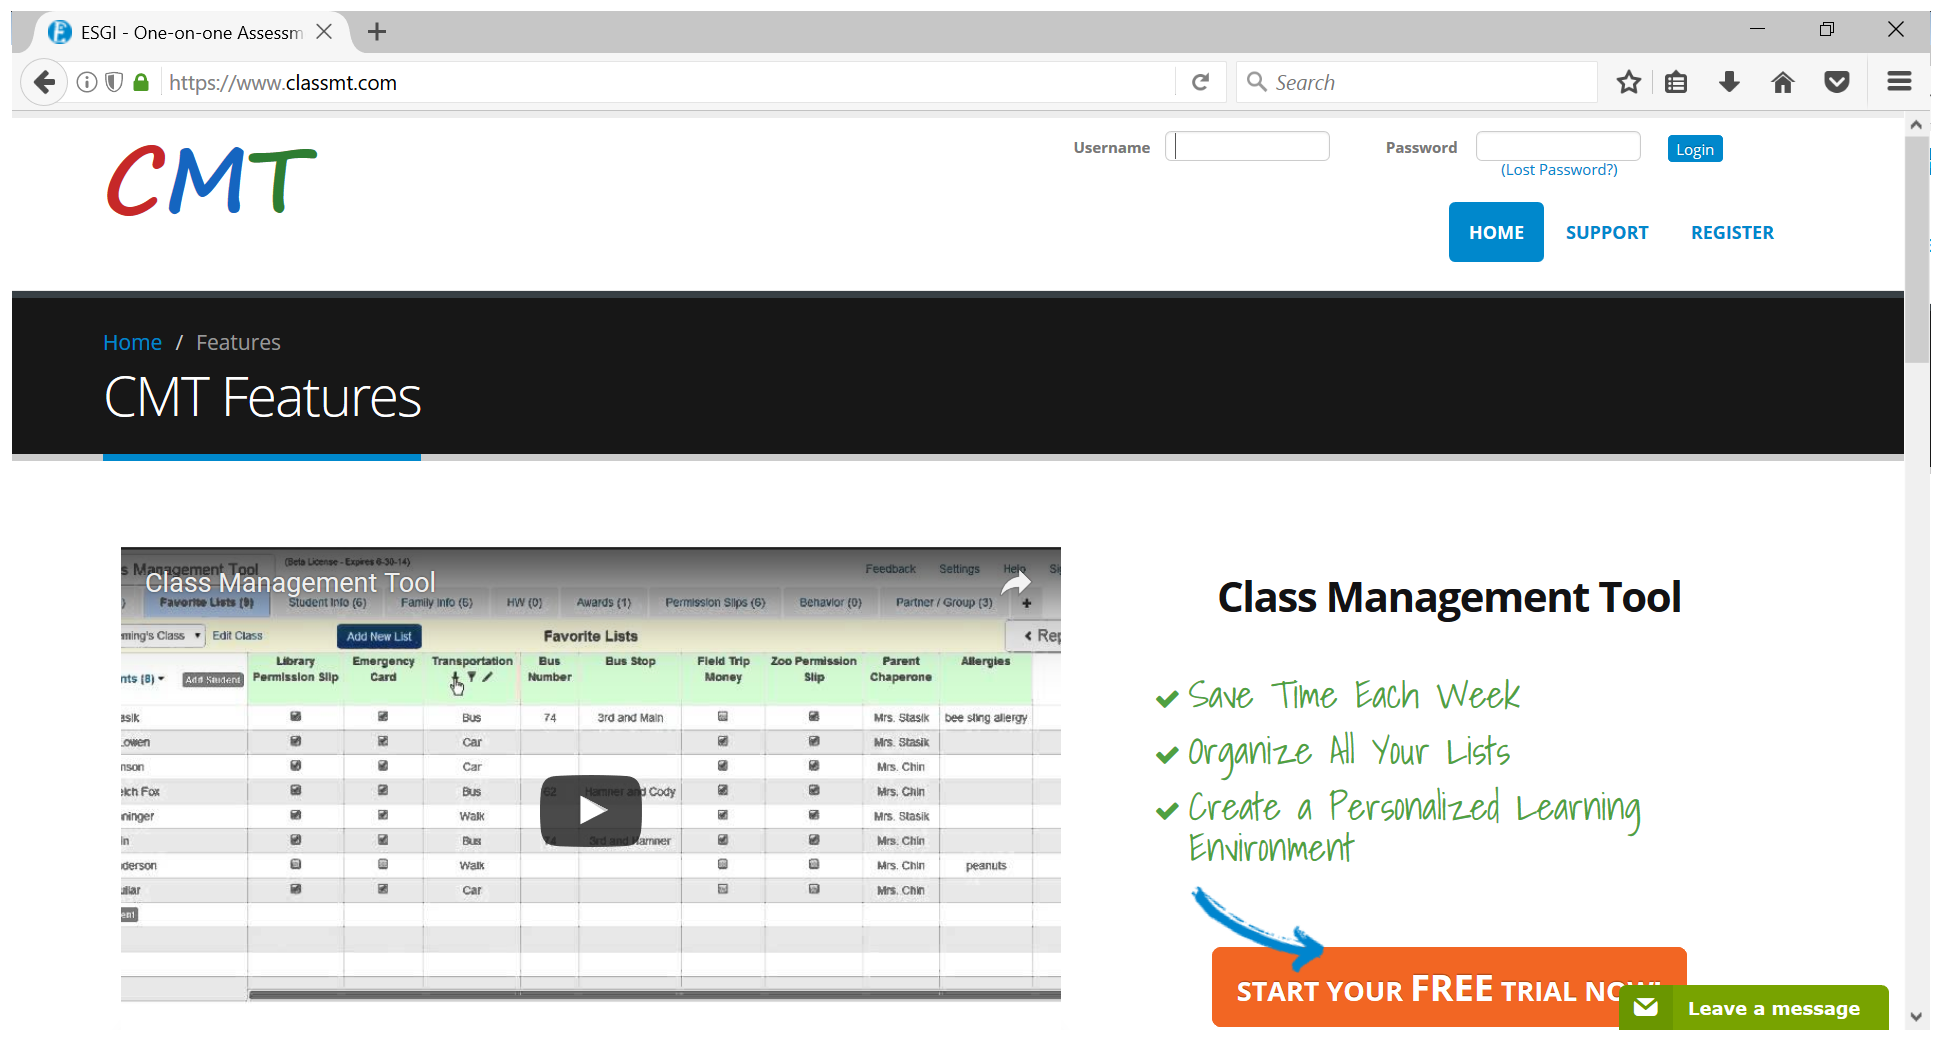 ESGI - One-on-one Assessm
https://www.classmt.com
Search
CMT
Username
Password
Login
(Lost Password?)
HOME
SUPPORT
REGISTER
Home / Features
CMT Features
(Beta License - Expires 6-30-14)
s Management Tool
Class Management Tool
Feedback Settings Help
Favorite Lists (9) Student Info (6) Family Info (6) HW (0) Awards (1) Permission Slips (6) Behavior (0) Partner / Group (3) +
ming's Class Edit Class Add New List Favorite Lists < Rep
Library Permission Slip
Emergency Card
Transportation
Bus Number
Bus Stop
Field Trip Money
Zoo Permission Slip
Parent Chaperone
Allergies
nts (8) Add Student
asik Bus 74 3rd and Main Mrs. Stasik bee sting allergy
owen Car Mrs. Stasik
nson Car Mrs. Chin
elch Fox Bus 62 Hamner and Cody Mrs. Chin
ninger Walk Mrs. Stasik
in Bus 74 3rd and Hamner Mrs. Chin
derson Walk Mrs. Chin peanuts
Car Mrs. Chin
Class Management Tool
Save Time Each Week
Organize All Your Lists
Create a Personalized Learning
Environment
START YOUR FREE TRIAL NOW!
Leave a message